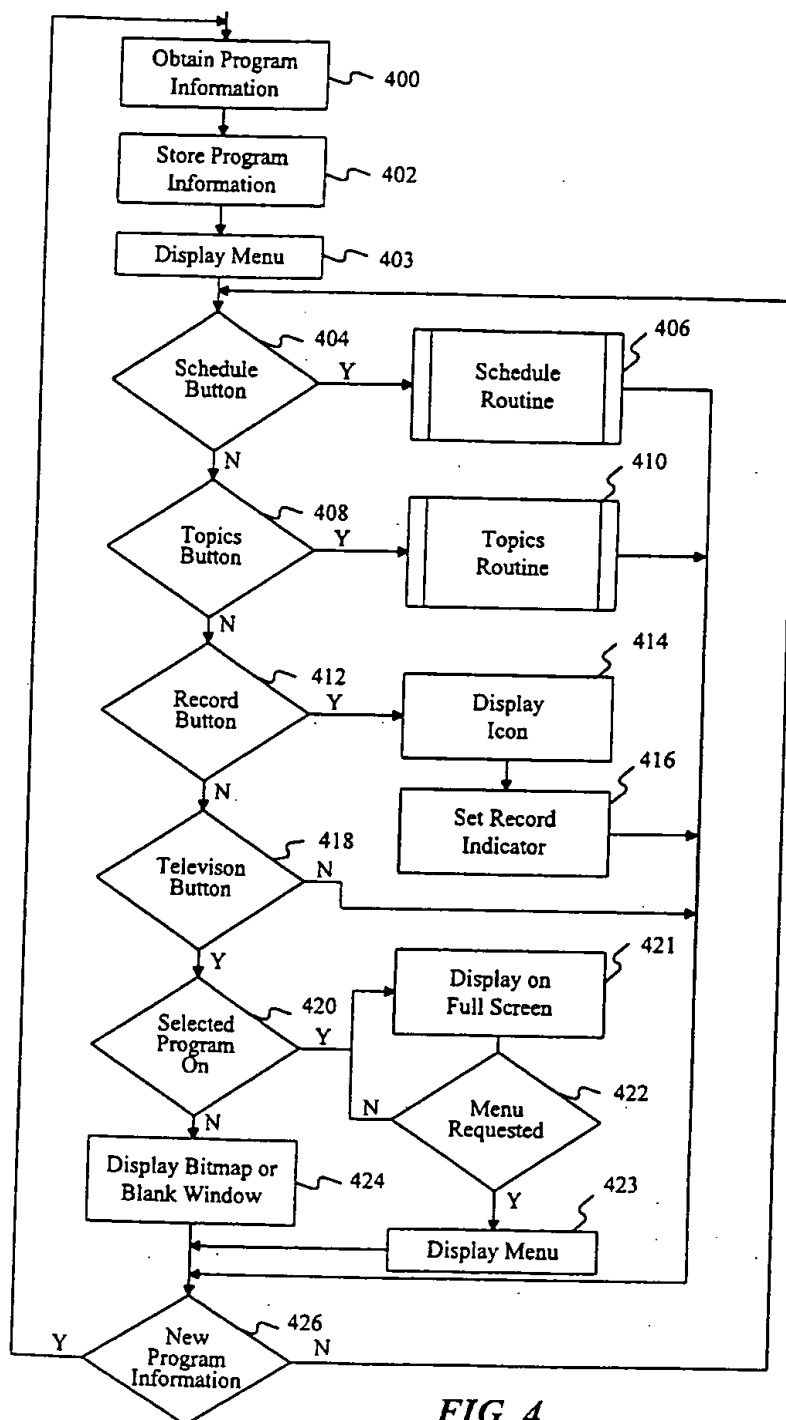 Obtain Program
Information
400
Store Program
Information
402
Display Menu
403
404
Schedule
Button
Y
406
Schedule
Routine
N
408
Topics
Button
Y
410
Topics
Routine
N
412
Record
Button
Y
414
Display
Icon
416
Set Record
Indicator
N
418
Televison
Button
N
Y
420
Selected
Program
On
Y
421
Display on
Full Screen
422
Menu
Requested
N
Y
N
Display Bitmap or
Blank Window
424
423
Display Menu
426
New
Program
Information
Y
N
FIG. 4